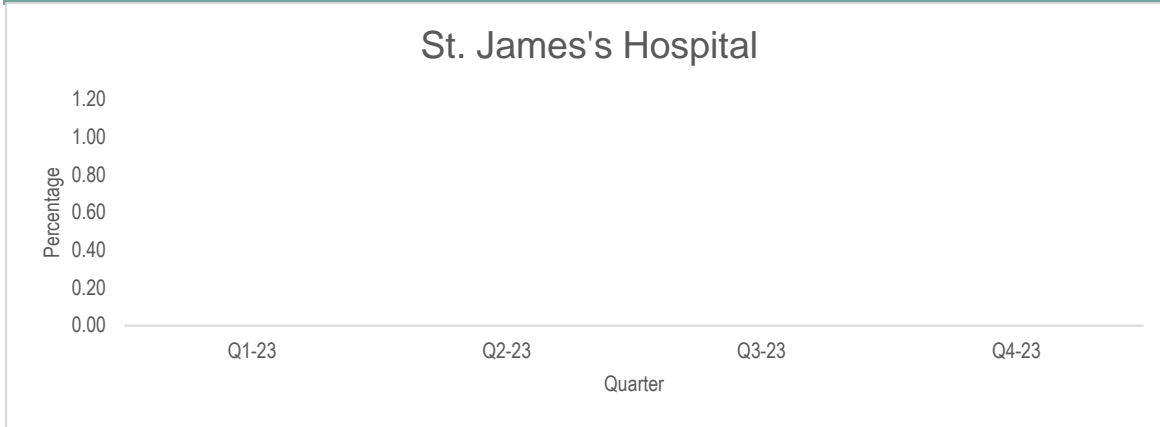 St. James's Hospital
Percentage
1.20
1.00
0.80
0.60
0.40
0.20
0.00
Q1-23 Q2-23 Q3-23 Q4-23
Quarter